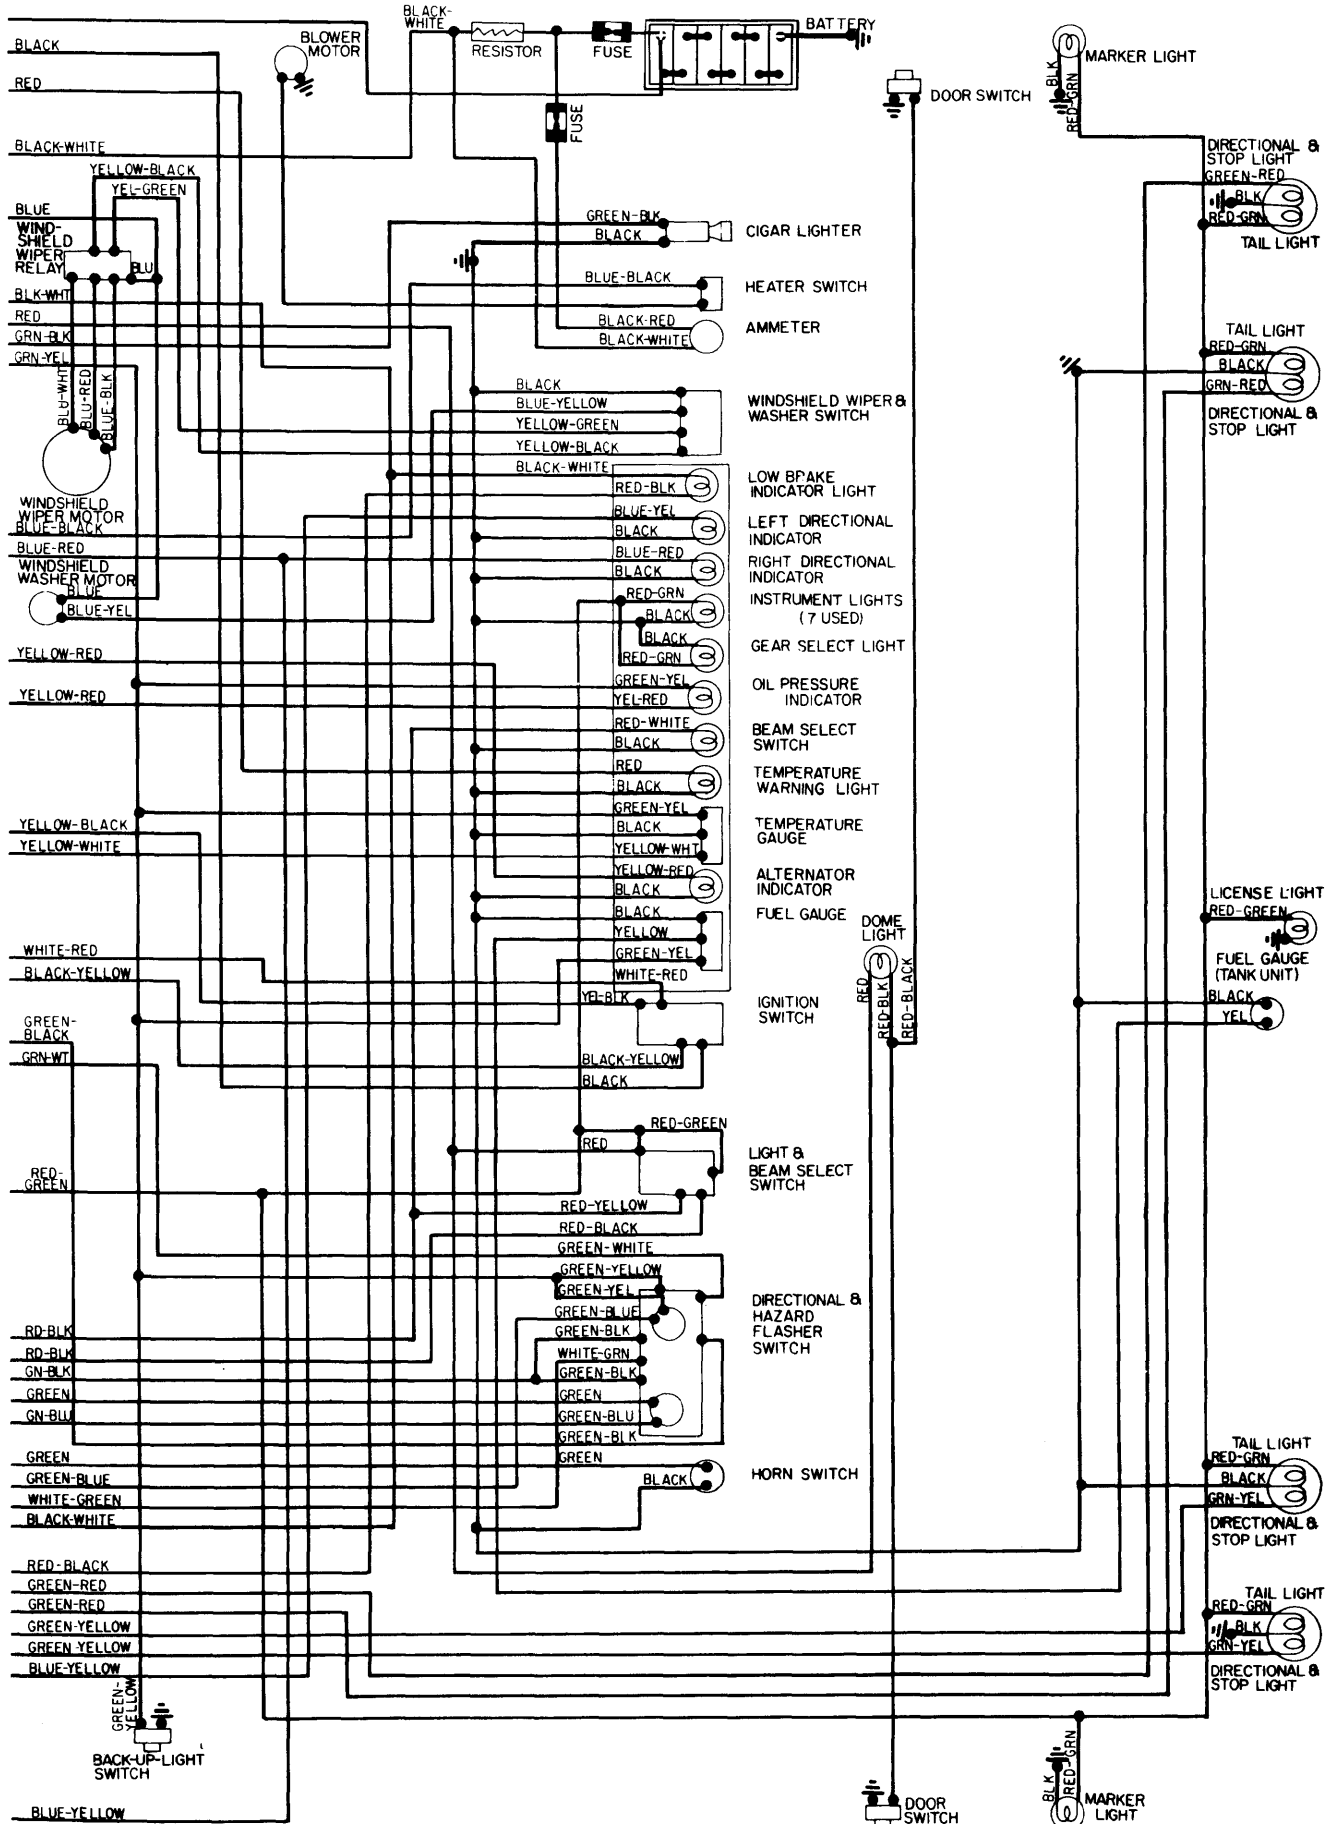 BLACK-
WHITE
BLOWER
MOTOR
RESISTOR
FUSE
BATTERY
BLACK
RED
FUSE
DOOR SWITCH
BLK
RED-GRN
MARKER LIGHT
BLACK-WHITE
YELLOW-BLACK
YEL-GREEN
BLUE
WIND-
SHIELD
WIPER
RELAY
BLU
DIRECTIONAL &
STOP LIGHT
GREEN-RED
BLK
RED-GRN
TAIL LIGHT
GREEN-BLK
BLACK
CIGAR LIGHTER
BLUE-BLACK
HEATER SWITCH
BLK-WHT
RED
GRN-BLK
GRN-YEL
BLACK-RED
BLACK-WHITE
AMMETER
TAIL LIGHT
RED-GRN
BLACK
GRN-RED
DIRECTIONAL &
STOP LIGHT
BLU-WHT
BLU-RED
BLUE-BLK
BLACK
BLUE-YELLOW
YELLOW-GREEN
YELLOW-BLACK
WINDSHIELD WIPER &
WASHER SWITCH
BLACK-WHITE
RED-BLK
LOW BRAKE
INDICATOR LIGHT
WINDSHIELD
WIPER MOTOR
BLUE-BLACK
BLUE-YEL
BLACK
LEFT DIRECTIONAL
INDICATOR
BLUE-RED
WINDSHIELD
WASHER MOTOR
BLUE
BLUE-YEL
BLUE-RED
BLACK
RIGHT DIRECTIONAL
INDICATOR
RED-GRN
BLACK
INSTRUMENT LIGHTS
(7 USED)
BLACK
RED-GRN
GEAR SELECT LIGHT
YELLOW-RED
YELLOW-RED
GREEN-YEL
YEL-RED
OIL PRESSURE
INDICATOR
RED-WHITE
BLACK
BEAM SELECT
SWITCH
RED
BLACK
TEMPERATURE
WARNING LIGHT
GREEN-YEL
BLACK
YELLOW-WHT
TEMPERATURE
GAUGE
YELLOW-BLACK
YELLOW-WHITE
YELLOW-RED
BLACK
ALTERNATOR
INDICATOR
BLACK
YELLOW
GREEN-YEL
FUEL GAUGE
DOME
LIGHT
RED
RED-BLK
RED-BLACK
LICENSE LIGHT
RED-GREEN
FUEL GAUGE
(TANK UNIT)
BLACK
YEL
WHITE-RED
BLACK-YELLOW
WHITE-RED
YEL-BLK
IGNITION
SWITCH
GREEN-
BLACK
GRN-WT
BLACK-YELLOW
BLACK
RED-GREEN
RED
LIGHT &
BEAM SELECT
SWITCH
RED-
GREEN
RED-YELLOW
RED-BLACK
GREEN-WHITE
GREEN-YELLOW
GREEN-YEL
GREEN-BLUE
GREEN-BLK
WHITE-GRN
GREEN-BLK
GREEN
GREEN-BLU
GREEN-BLK
DIRECTIONAL &
HAZARD
FLASHER
SWITCH
RD-BLK
RD-BLK
GN-BLK
GREEN
GN-BLU
GREEN
GREEN-BLUE
WHITE-GREEN
BLACK-WHITE
GREEN
BLACK
HORN SWITCH
TAIL LIGHT
RED-GRN
BLACK
GRN-YEL
DIRECTIONAL &
STOP LIGHT
RED-BLACK
GREEN-RED
GREEN-RED
GREEN-YELLOW
GREEN YELLOW
BLUE-YELLOW
TAIL LIGHT
RED-GRN
BLK
GRN-YEL
DIRECTIONAL &
STOP LIGHT
GREEN-
YELLOW
BACK-UP-LIGHT
SWITCH
BLUE-YELLOW
DOOR
SWITCH
BLK
RED-GRN
MARKER
LIGHT